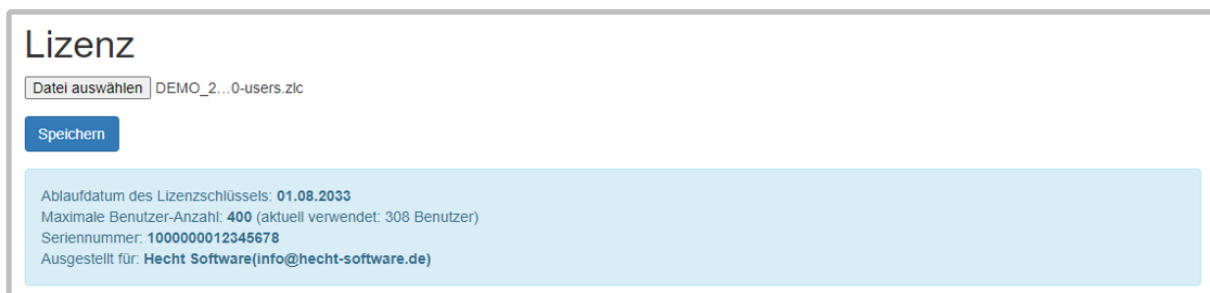 Lizenz
Datei auswählen DEMO_2...0-users.zlc
Speichern
Ablaufdatum des Lizenzschlüssels: 01.08.2033
Maximale Benutzer-Anzahl: 400 (aktuell verwendet: 308 Benutzer)
Seriennummer: 1000000012345678
Ausgestellt für: Hecht Software(info@hecht-software.de)